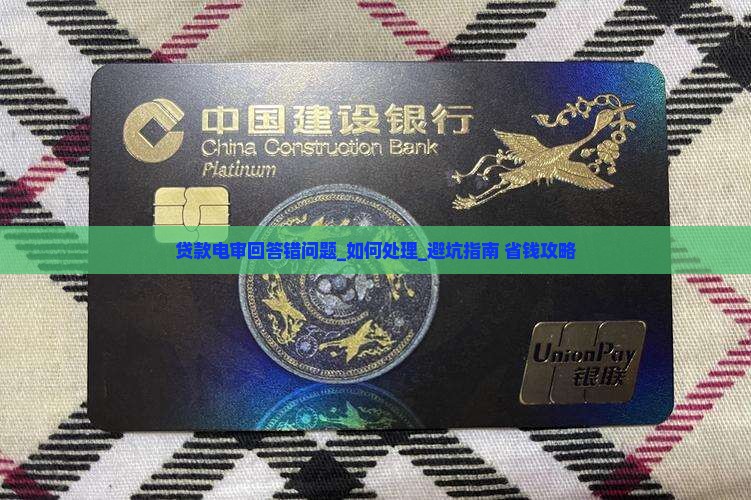 中国建设银行
China Construction Bank
Platinum
贷款电审回答错问题_如何处理_避坑指南 省钱攻略
UnionPay
银联